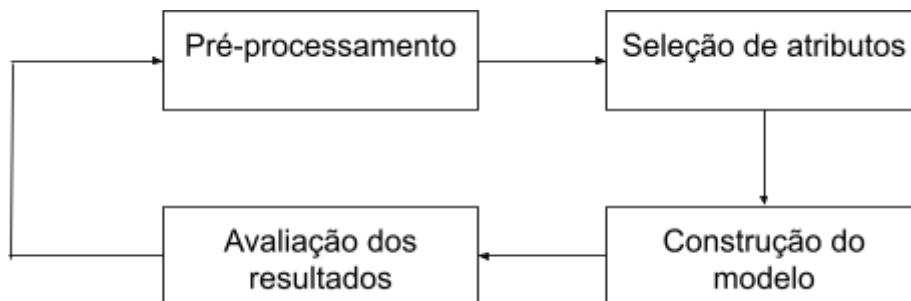 Pré-processamento
Seleção de atributos
Avaliação dos
resultados
Construção do
modelo